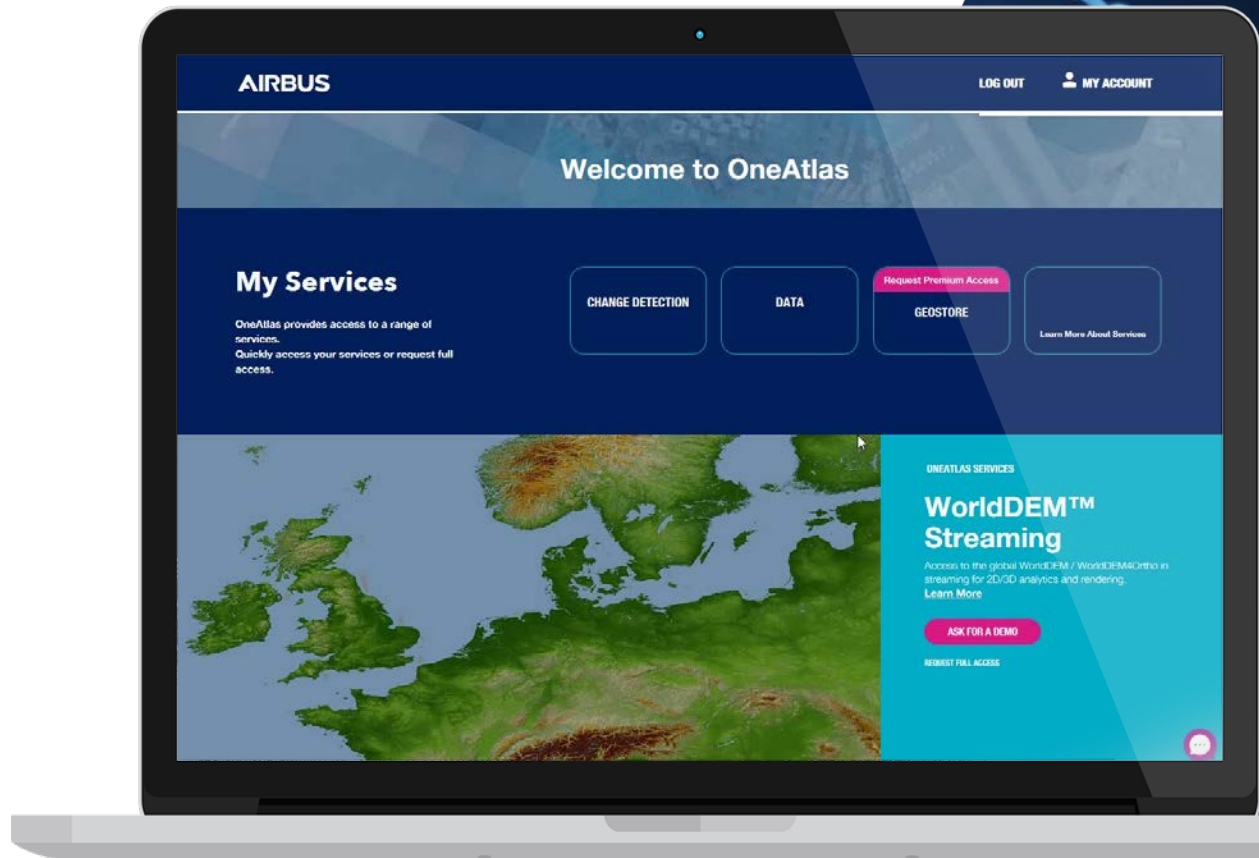 AIRBUS
LOG OUT
MY ACCOUNT
Welcome to OneAtlas
My Services
OneAtlas provides access to a range of
services.
Quickly access your services or request full
access.
CHANGE DETECTION
DATA
Request Premium Access
GEOSTORE
Learn More About Services
ONEATLAS SERVICES
WorldDEM™
Streaming
Access to the global WorldDEM / WorldDEM4Ortho in
streaming for 2D/3D analytics and rendering.
Learn More
ASK FOR A DEMO
REQUEST FULL ACCESS